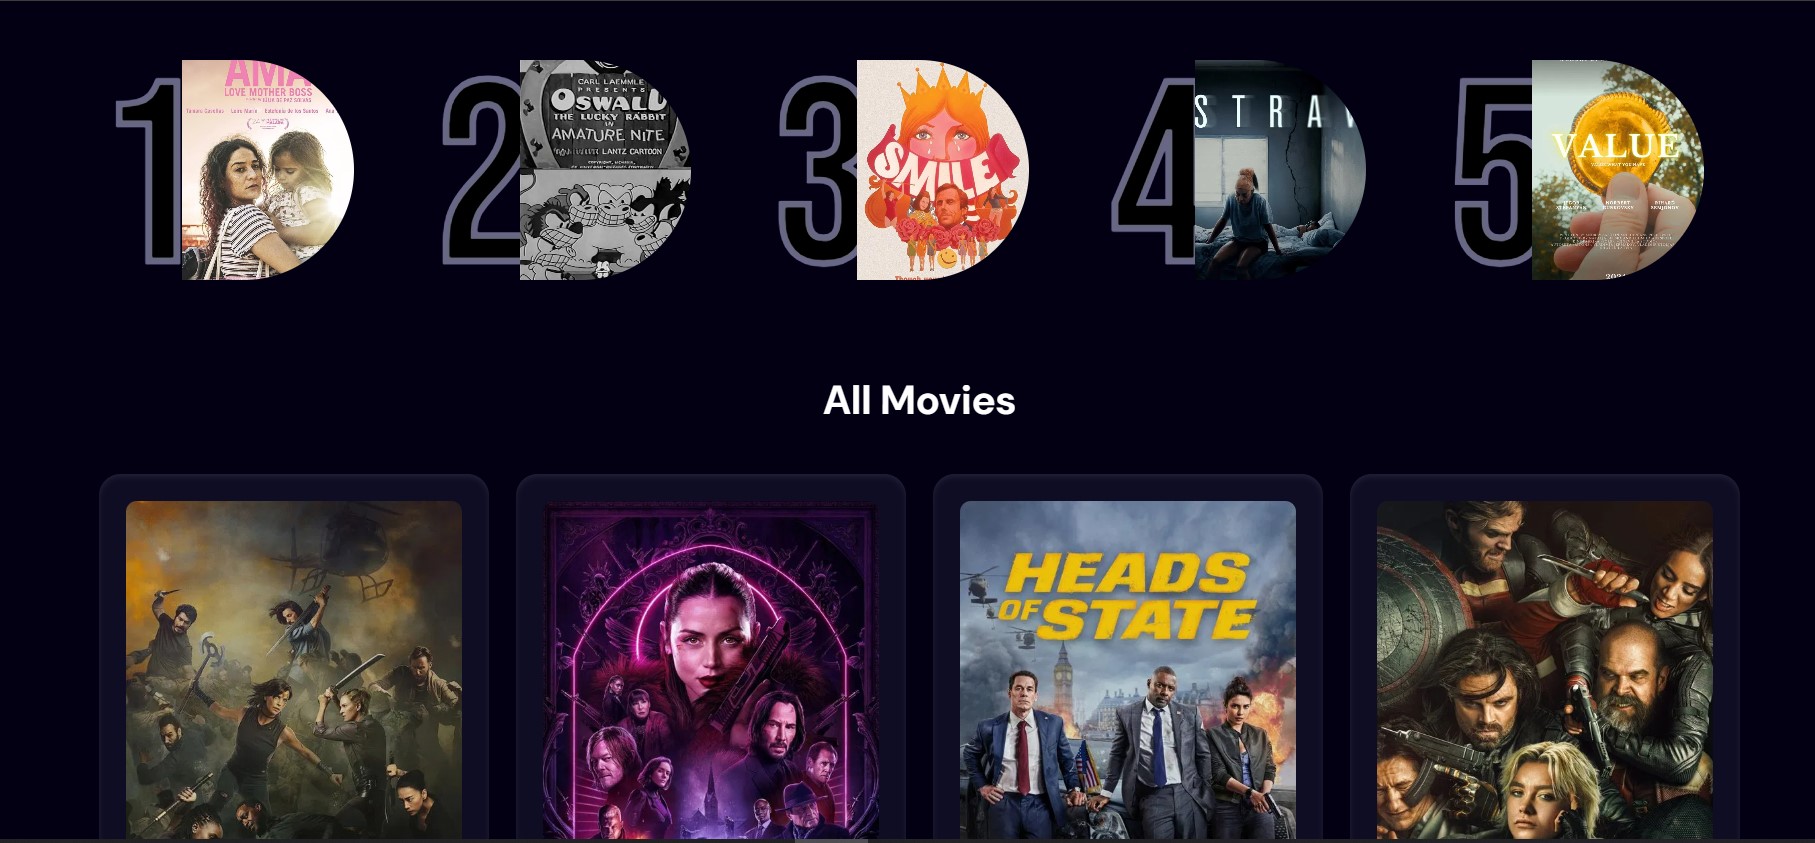 1
AMA
LOVE MOTHER BOSS
2
CARL LAEMMLE
PRESENTS
OSWALD
THE LUCKY RABBIT
IN
AMATURE NITE
LANTZ CARTOON
3
SMILE
4
STRA
5
VALUE
All Movies
HEADS
OF STATE